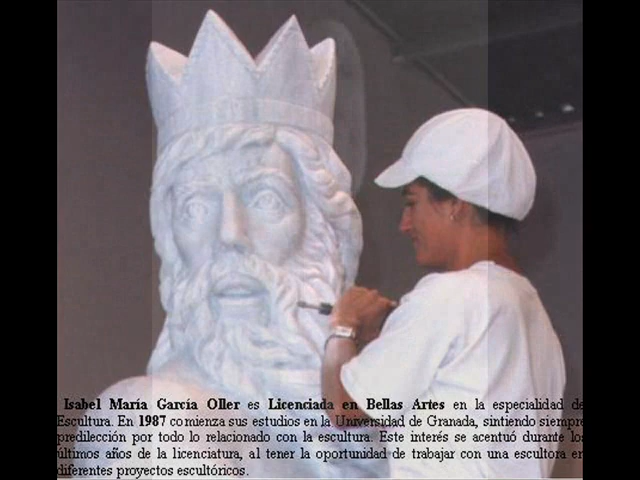 Isabel María García Oller es Licenciada en Bellas Artes en la especialidad de
Escultura. En 1987 comienza sus estudios en la Universidad de Granada, sintiendo siempre
predilección por todo lo relacionado con la escultura. Este interés se acentuó durante los
últimos años de la licenciatura, al tener la oportunidad de trabajar con una escultora en
diferentes proyectos escultóricos.